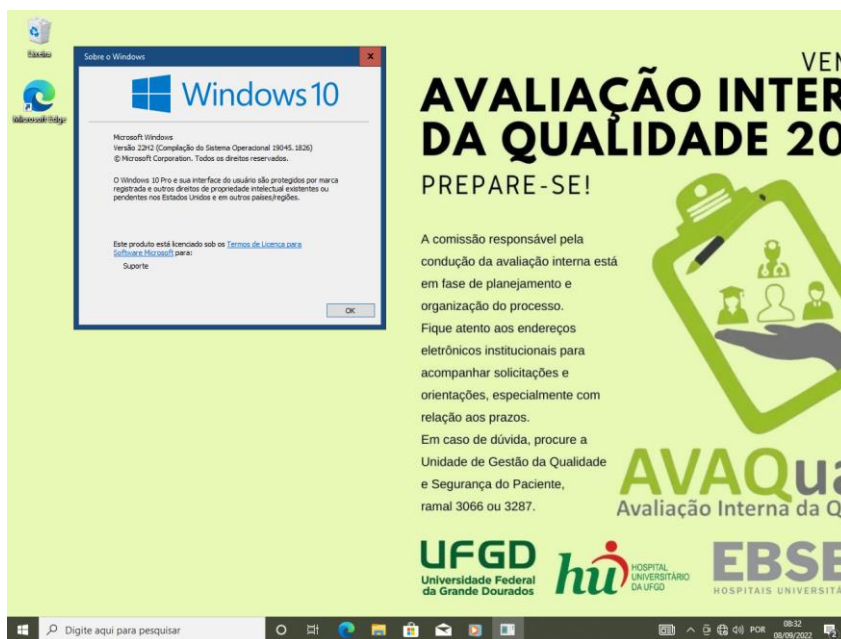 Lixeira
Microsoft Edge
Sobre o Windows
Windows 10
Microsoft Windows
Versão 22H2 (Compilação do Sistema Operacional 19045.1826)
© Microsoft Corporation. Todos os direitos reservados.
O Windows 10 Pro e sua interface do usuário são protegidos por marca
registrada e outros direitos de propriedade intelectual existentes ou
pendentes nos Estados Unidos e em outros países/regiões.
Este produto está licenciado sob os Termos de Licença para
Software Microsoft para:
Suporte
OK
VEM
AVALIAÇÃO INTER
DA QUALIDADE 20
PREPARE-SE!
A comissão responsável pela
condução da avaliação interna está
em fase de planejamento e
organização do processo.
Fique atento aos endereços
eletrônicos institucionais para
acompanhar solicitações e
orientações, especialmente com
relação aos prazos.
Em caso de dúvida, procure a
Unidade de Gestão da Qualidade
e Segurança do Paciente,
ramal 3066 ou 3287.
AVAQua
Avaliação Interna da Q
UFGD
Universidade Federal
da Grande Dourados
hu
HOSPITAL
UNIVERSITÁRIO
DA UFGD
EBSE
HOSPITAIS UNIVERSITÁ
Digite aqui para pesquisar
POR
08:32
08/09/2022
2